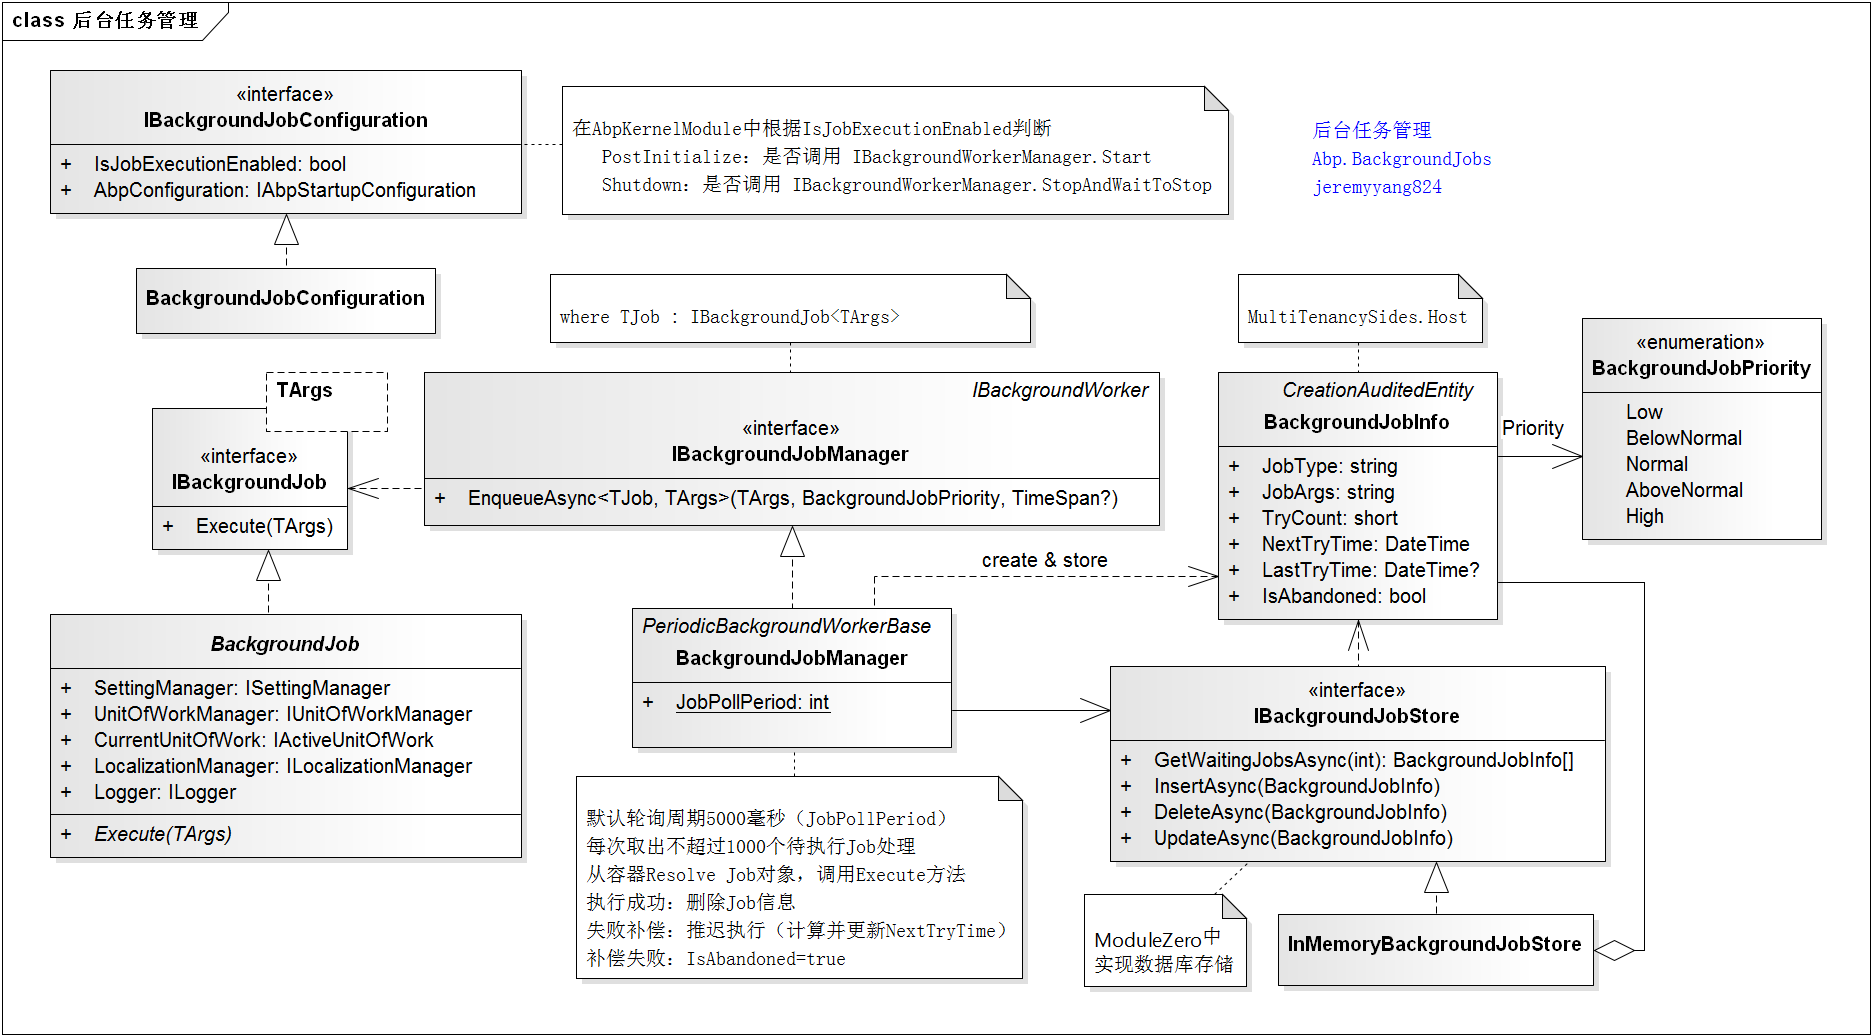 class 后台任务管理
«interface»
IBackgroundJobConfiguration
+ IsJobExecutionEnabled: bool
+ AbpConfiguration: IAbpStartupConfiguration
在AbpKernelModule中根据IsJobExecutionEnabled判断
PostInitialize: 是否调用 IBackgroundWorkerManager.Start
Shutdown: 是否调用 IBackgroundWorkerManager.StopAndWaitToStop
后台任务管理
Abp.BackgroundJobs
jeremyyang824
BackgroundJobConfiguration
where TJob : IBackgroundJob<TArgs>
MultiTenancySides.Host
«enumeration»
BackgroundJobPriority
Low
BelowNormal
Normal
AboveNormal
High
TArgs
«interface»
IBackgroundJob
+ Execute(TArgs)
IBackgroundWorker
«interface»
IBackgroundJobManager
+ EnqueueAsync<TJob, TArgs>(TArgs, BackgroundJobPriority, TimeSpan?)
CreationAuditedEntity
BackgroundJobInfo
+ JobType: string
+ JobArgs: string
+ TryCount: short
+ NextTryTime: DateTime
+ LastTryTime: DateTime?
+ IsAbandoned: bool
Priority
create & store
BackgroundJob
+ SettingManager: ISettingManager
+ UnitOfWorkManager: IUnitOfWorkManager
+ CurrentUnitOfWork: IActiveUnitOfWork
+ LocalizationManager: ILocalizationManager
+ Logger: ILogger
+ Execute(TArgs)
PeriodicBackgroundWorkerBase
BackgroundJobManager
+ JobPollPeriod: int
«interface»
IBackgroundJobStore
+ GetWaitingJobsAsync(int): BackgroundJobInfo[]
+ InsertAsync(BackgroundJobInfo)
+ DeleteAsync(BackgroundJobInfo)
+ UpdateAsync(BackgroundJobInfo)
默认轮询周期5000毫秒（JobPollPeriod）
每次取出不超过1000个待执行Job处理
从容器Resolve Job对象，调用Execute方法
执行成功：删除Job信息
失败补偿：推迟执行（计算并更新NextTryTime）
补偿失败：IsAbandoned=true
ModuleZero中
实现数据库存储
InMemoryBackgroundJobStore